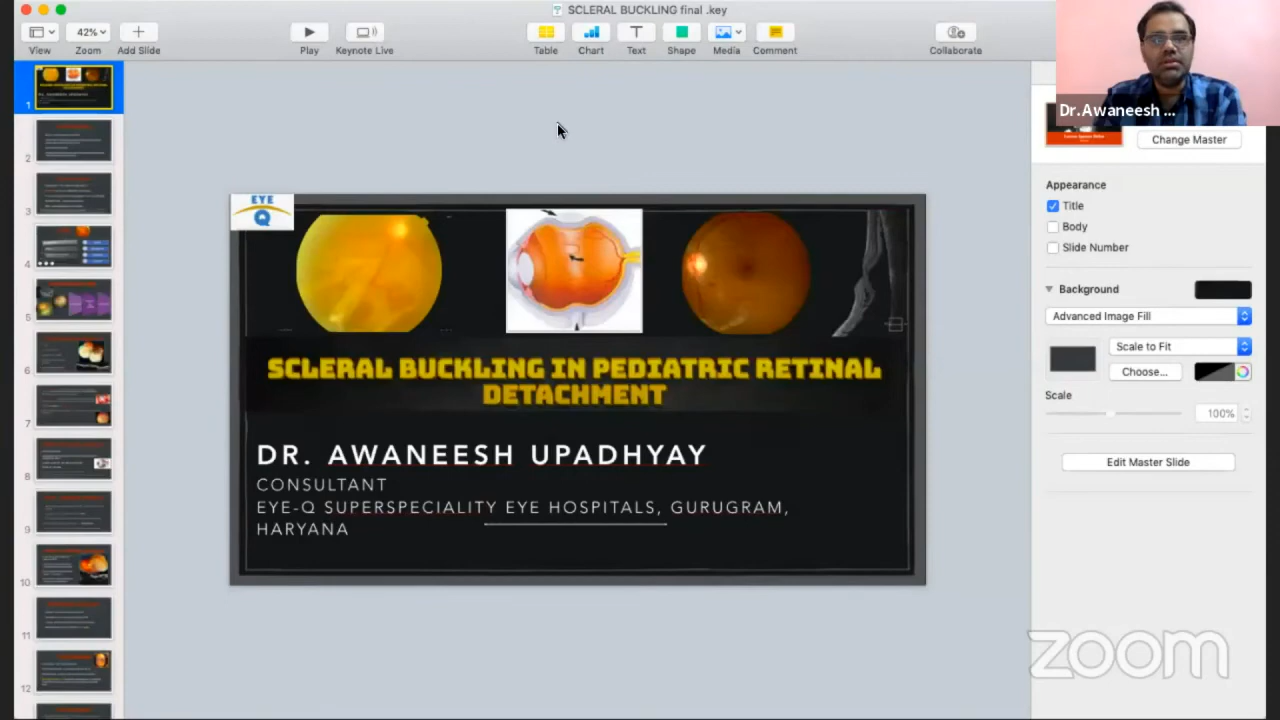 SCLERAL BUCKLING final .key
42%
View
Zoom
Add Slide
Play
Keynote Live
Table
Chart
Text
Shape
Media
Comment
Collaborate
Dr.Awaneesh ...
Change Master
Appearance
Title
Body
Slide Number
Background
Advanced Image Fill
Scale to Fit
Choose...
Scale
100%
Edit Master Slide
1
2
3
4
5
6
7
8
9
10
11
12
EYE
Q
SCLERAL BUCKLING IN PEDIATRIC RETINAL
DETACHMENT
DR. AWANEESH UPADHYAY
CONSULTANT
EYE-Q SUPERSPECIALITY EYE HOSPITALS, GURUGRAM,
HARYANA
zoom